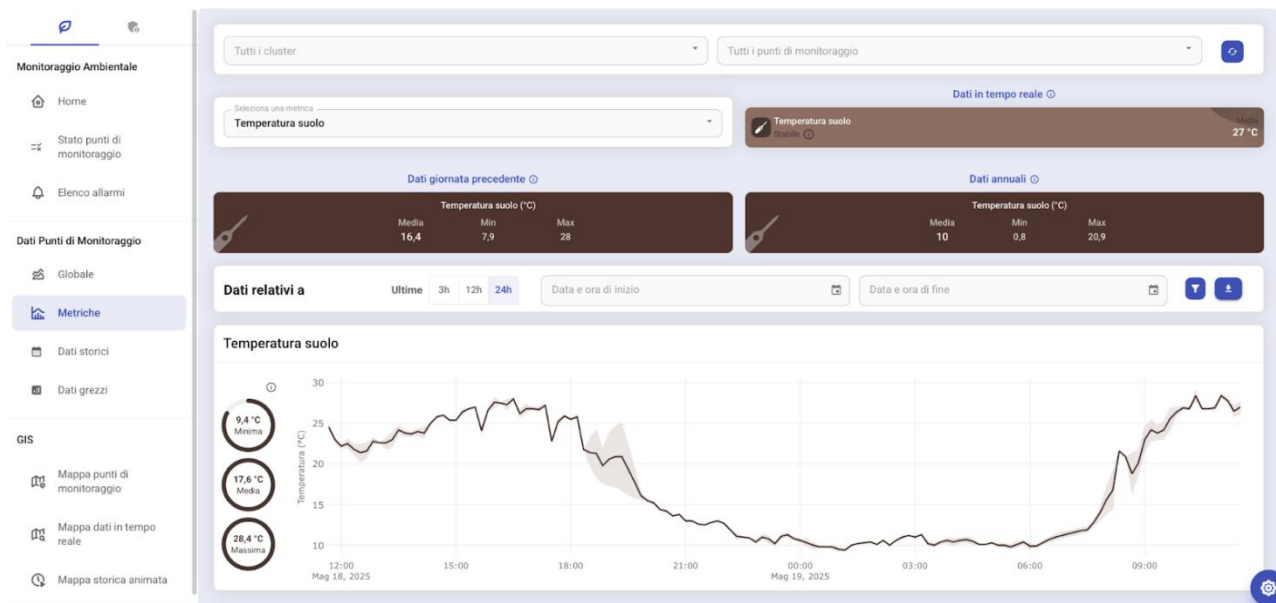 Monitoraggio Ambientale
Home
Stato punti di
monitoraggio
Elenco allarmi
Dati Punti di Monitoraggio
Globale
Metriche
Dati storici
Dati grezzi
GIS
Mappa punti di
monitoraggio
Mappa dati in tempo
reale
Mappa storica animata
Tutti i cluster
Tutti i punti di monitoraggio
Seleziona una metrica
Temperatura suolo
Dati in tempo reale
Temperatura suolo
Stabile
Media
27 °C
Dati giornata precedente
Temperatura suolo (°C)
Media Min Max
16,4 7,9 28
Dati annuali
Temperatura suolo (°C)
Media Min Max
10 0,8 20,9
Dati relativi a
Ultime 3h 12h 24h
Data e ora di inizio
Data e ora di fine
Temperatura suolo
9,4 °C
Minima
17,6 °C
Media
28,4 °C
Massima
Temperatura (°C)
30
25
20
15
10
12:00 15:00 18:00 21:00 00:00 03:00 06:00 09:00
Mag 18, 2025 Mag 19, 2025